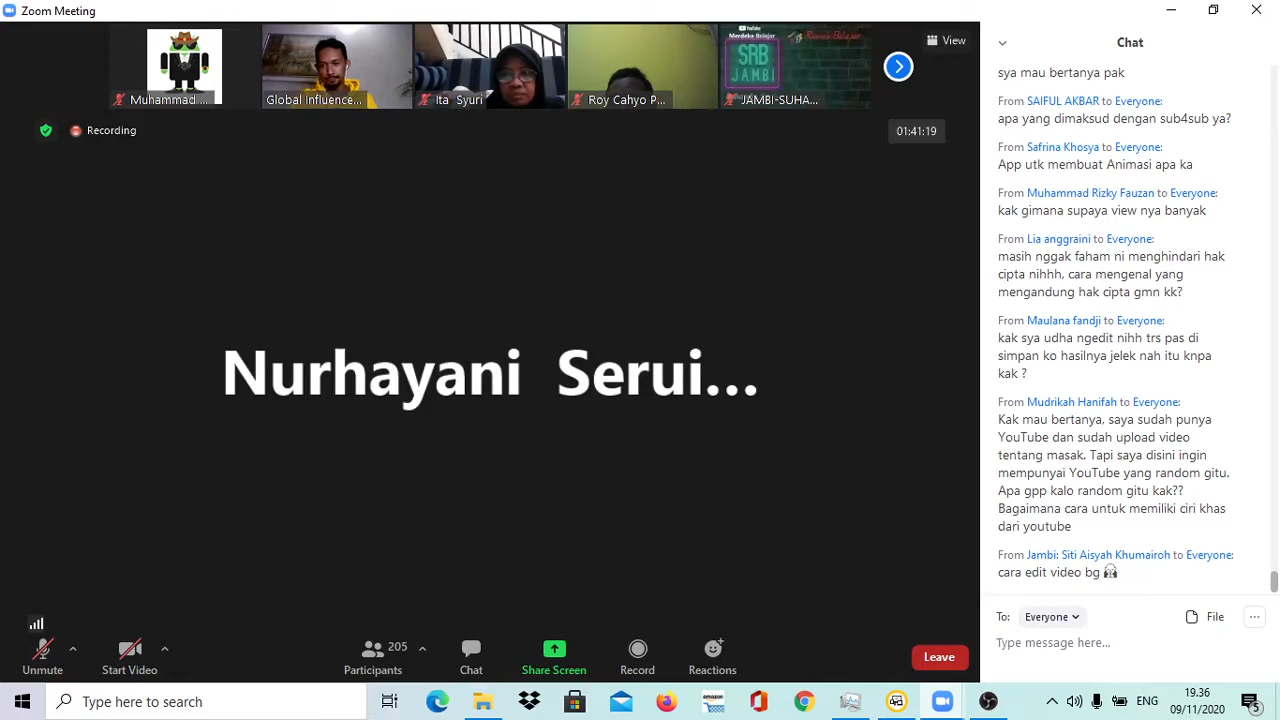 Zoom Meeting
Muhammad ...
Global Influence...
Ita Syuri
Roy Cahyo P...
YouTube
Merdeka Belajar
SRB
JAMBI
JAMBI-SUHA...
View
Recording
01:41:19
Nurhayani Serui...
Chat
sya mau bertanya pak
From SAIFUL AKBAR to Everyone:
apa yang dimaksud dengan sub4sub ya?
From Safrina Khosya to Everyone:
App utk membuat Animasi apa ka
From Muhammad Rizky Fauzan to Everyone:
kak gimana supaya view nya banyak
From Lia anggraini to Everyone:
masih nggak faham ni menghindari hak
cipta nihhh, cara mengenal yang
mengandung hak cipta gmn kk?
From Maulana fandji to Everyone:
kak sya udha ngedit nihh trs pas di
simpan ko hasilnya jelek nah itu knpa
kak ?
From Mudrikah Hanifah to Everyone:
Kak mau bertanya, saya sudah punya
YouTube dan sudah upload video
tentang masak. Tapi saya disini ingin
mempunyai YouTube yang random gitu.
Apa gpp kalo random gitu kak??
Bagaimana cara untuk memiliki ciri khas
dari youtube
From Jambi: Siti Aisyah Khumairoh to Everyone:
cara edit video bg
To: Everyone
File
Type message here...
Unmute
Start Video
205
Participants
Chat
Share Screen
Record
Reactions
Leave
Type here to search
amazon
ENG
19:36
09/11/2020
5